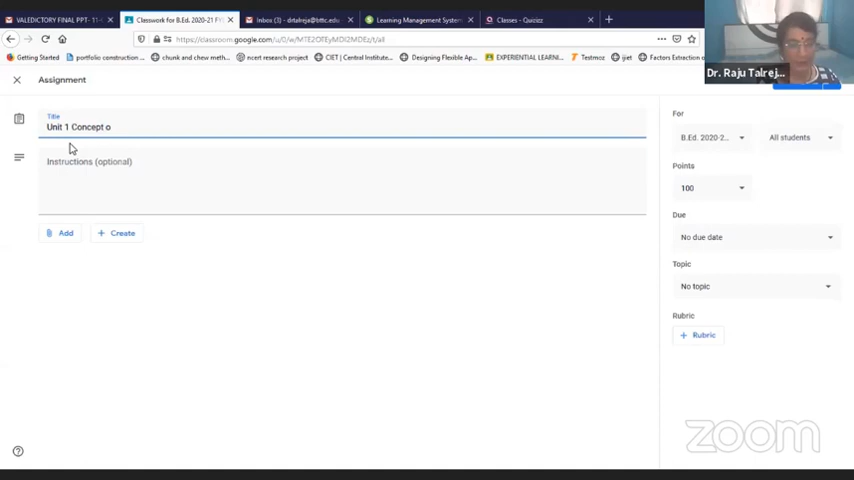 VALEDICTORY FINAL PPT- 11-
Classwork for B.Ed. 2020-21 FY
Inbox (3) - drtalreja@bttc.edu
Learning Management System
Classes - Quizizz
https://classroom.google.com/u/0/w/MTE2OTEyMDI2MDEz/t/all
Getting Started
portfolio construction ...
chunk and chew meth...
ncert research project
CIET | Central Institute...
Designing Flexible Ap...
EXPERIENTIAL LEARNI...
Testmoz
ijiet
Factors Extraction o
Dr. Raju Talrej...
Assignment
Title
Unit 1 Concept o
Instructions (optional)
Add
Create
For
B.Ed. 2020-2...
All students
Points
100
Due
No due date
Topic
No topic
Rubric
+ Rubric
zoom